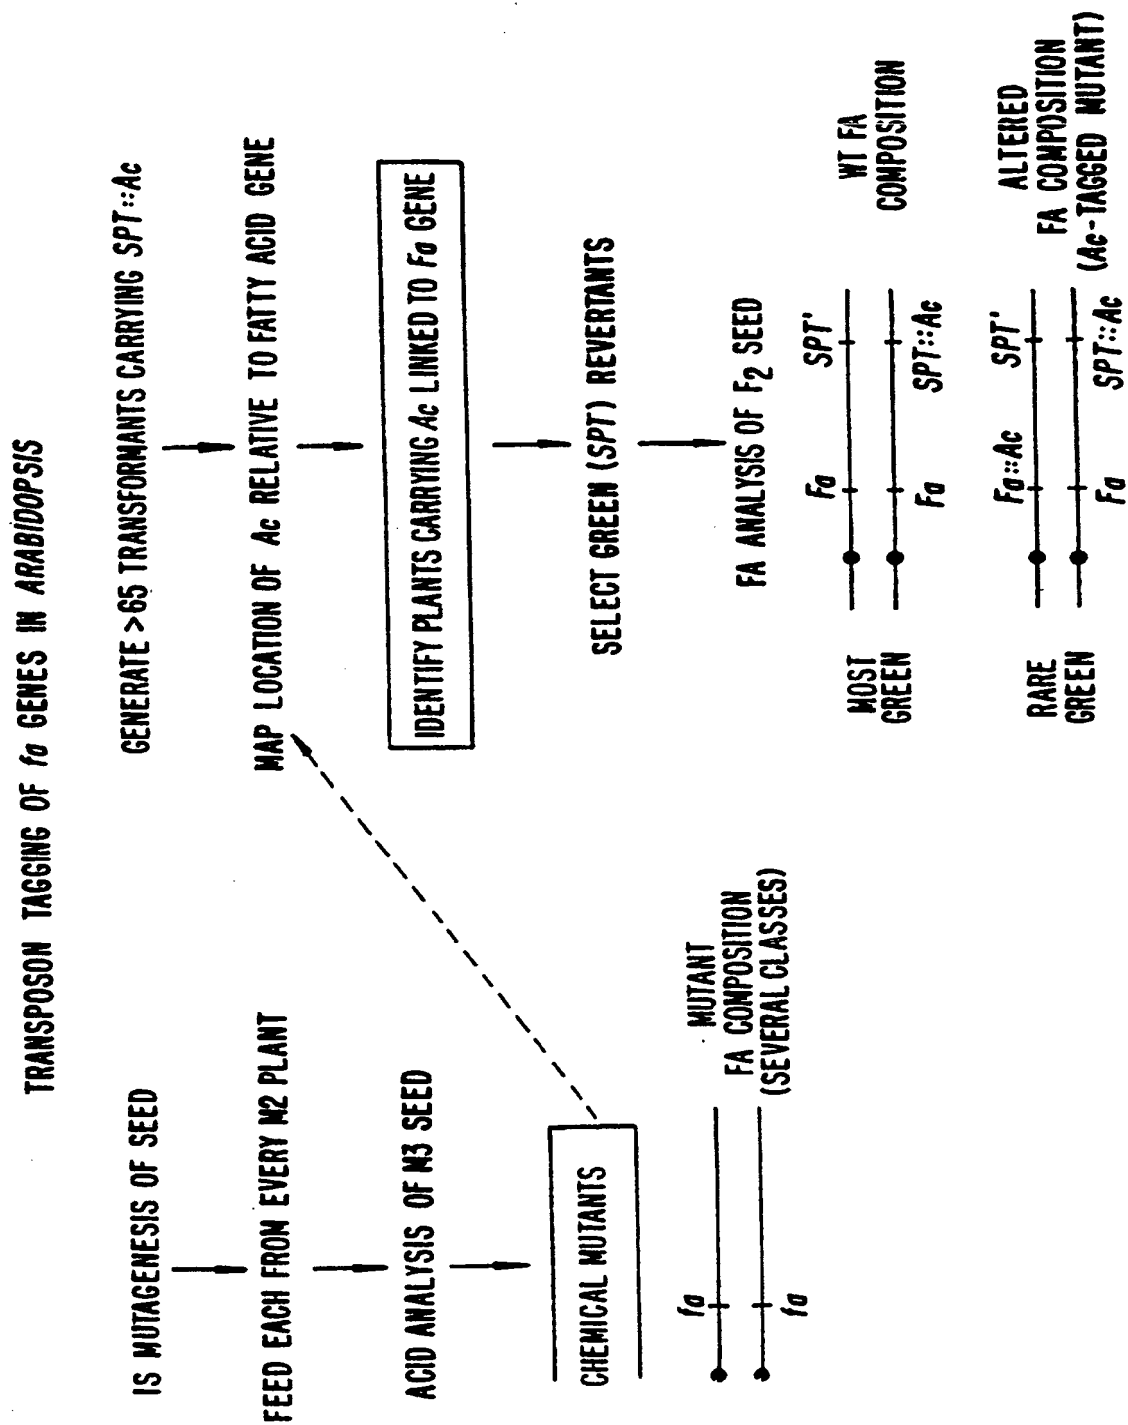 TRANSPOSON TAGGING OF fa GENES IN ARABIDOPSIS
IS MUTAGENESIS OF SEED
FEED EACH FROM EVERY M2 PLANT
ACID ANALYSIS OF M3 SEED
CHEMICAL MUTANTS
fa
fa
MUTANT
FA COMPOSITION
(SEVERAL CLASSES)
GENERATE >65 TRANSFORMANTS CARRYING SPT::Ac
MAP LOCATION OF Ac RELATIVE TO FATTY ACID GENE
IDENTIFY PLANTS CARRYING Ac LINKED TO Fa GENE
SELECT GREEN (SPT) REVERTANTS
FA ANALYSIS OF F2 SEED
MOST
GREEN
Fa SPT'
Fa SPT::Ac
WT FA
COMPOSITION
RARE
GREEN
Fa::Ac SPT'
Fa SPT::Ac
ALTERED
FA COMPOSITION
(Ac-TAGGED MUTANT)